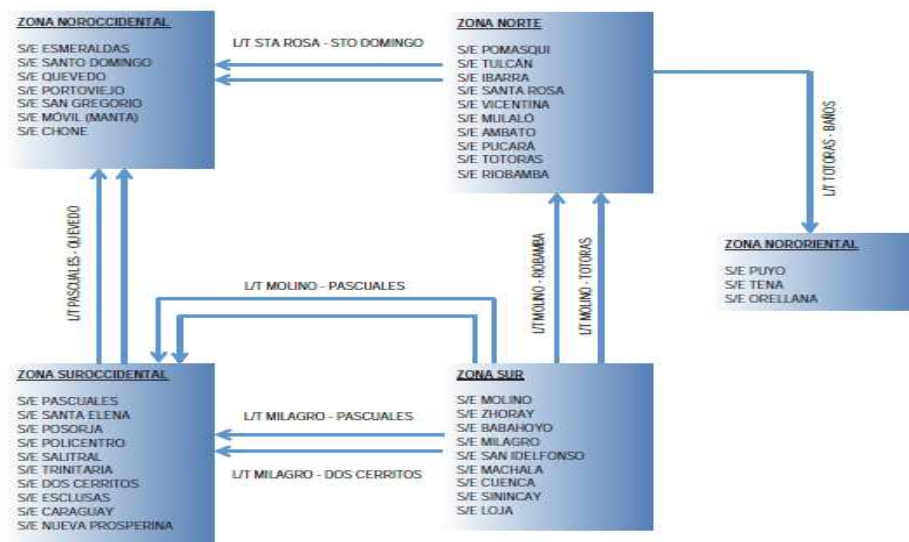 ZONA NOROCCIDENTAL
S/E ESMERALDAS
S/E SANTO DOMINGO
S/E QUEVEDO
S/E PORTOVIEJO
S/E SAN GREGORIO
S/E MÓVIL (MANTA)
S/E CHONE
L/T STA ROSA - STO DOMINGO
ZONA NORTE
S/E POMASQUI
S/E TULCÁN
S/E IBARRA
S/E SANTA ROSA
S/E VICENTINA
S/E MULALÓ
S/E AMBATO
S/E PUCARÁ
S/E TOTORAS
S/E RIOBAMBA
L/T TOTORAS - BAÑOS
ZONA NORORIENTAL
S/E PUYO
S/E TENA
S/E ORELLANA
L/T PASCUALES - QUEVEDO
L/T MOLINO - PASCUALES
L/T MOLINO - RIOBAMBA
L/T MOLINO - TOTORAS
ZONA SUROCCIDENTAL
S/E PASCUALES
S/E SANTA ELENA
S/E POSORJA
S/E POLICENTRO
S/E SALITRAL
S/E TRINITARIA
S/E DOS CERRITOS
S/E ESCLUSAS
S/E CARAGUAY
S/E NUEVA PROSPERINA
L/T MILAGRO - PASCUALES
L/T MILAGRO - DOS CERRITOS
ZONA SUR
S/E MOLINO
S/E ZHORAY
S/E BABAHOYO
S/E MILAGRO
S/E SAN IDELFONSO
S/E MACHALA
S/E CUENCA
S/E SININCAY
S/E LOJA